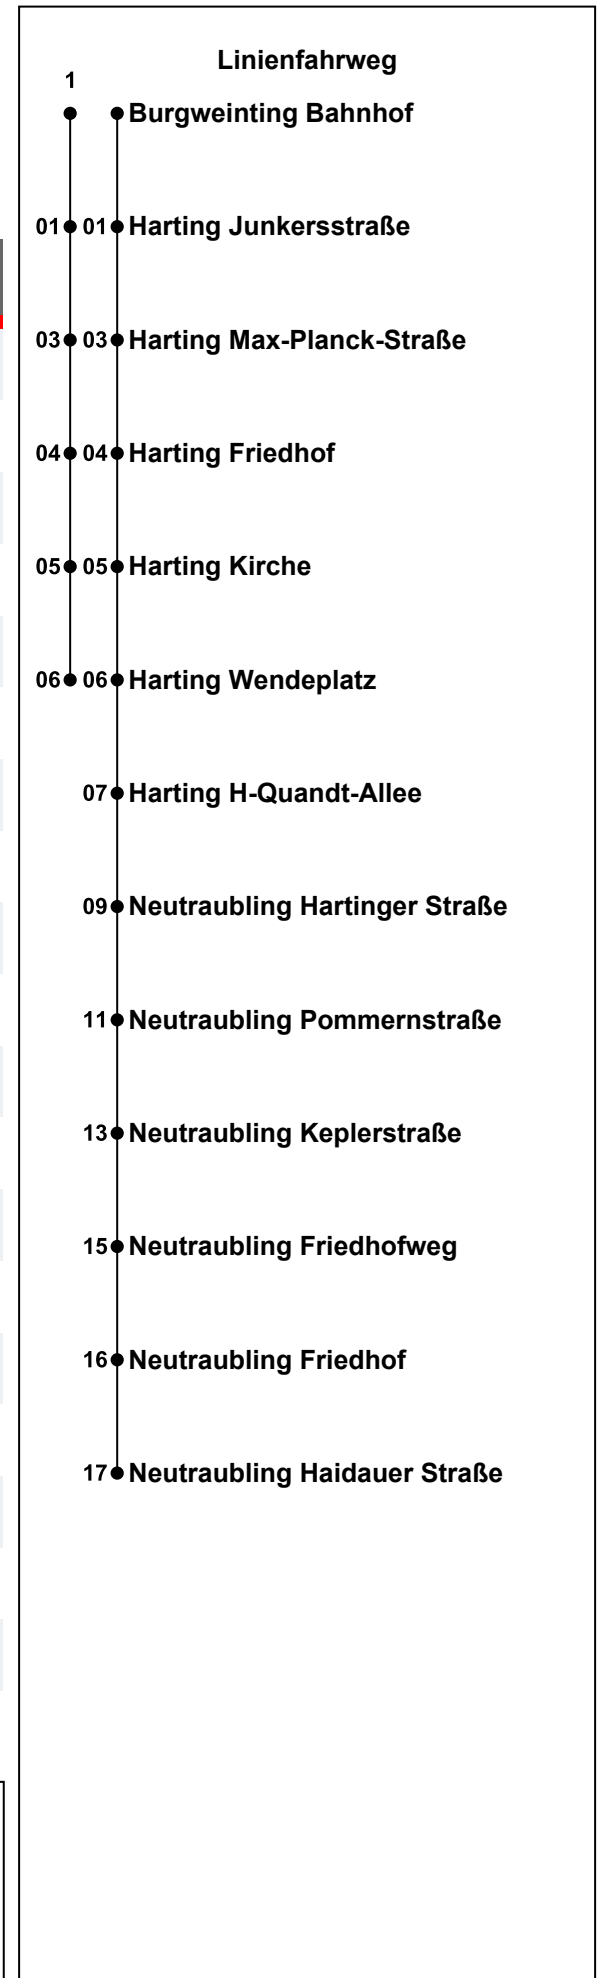 Linienfahrweg
1
Burgweinting Bahnhof
01 01 Harting Junkersstraße
03 03 Harting Max-Planck-Straße
04 04 Harting Friedhof
05 05 Harting Kirche
06 06 Harting Wendeplatz
07 Harting H-Quandt-Allee
09 Neutraubling Hartinger Straße
11 Neutraubling Pommernstraße
13 Neutraubling Keplerstraße
15 Neutraubling Friedhofweg
16 Neutraubling Friedhof
17 Neutraubling Haidauer Straße